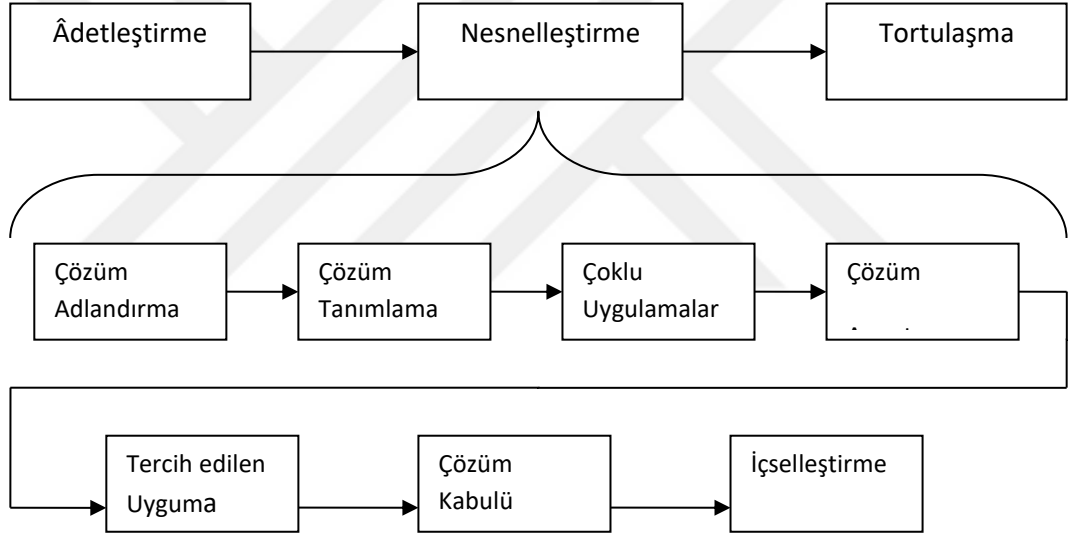 Âdetleştirme
Nesnelleştirme
Tortulaşma
Çözüm
Adlandırma
Çözüm
Tanımlama
Çoklu
Uygulamalar
Çözüm
Tercih edilen
Uyguma
Çözüm
Kabulü
İçselleştirme